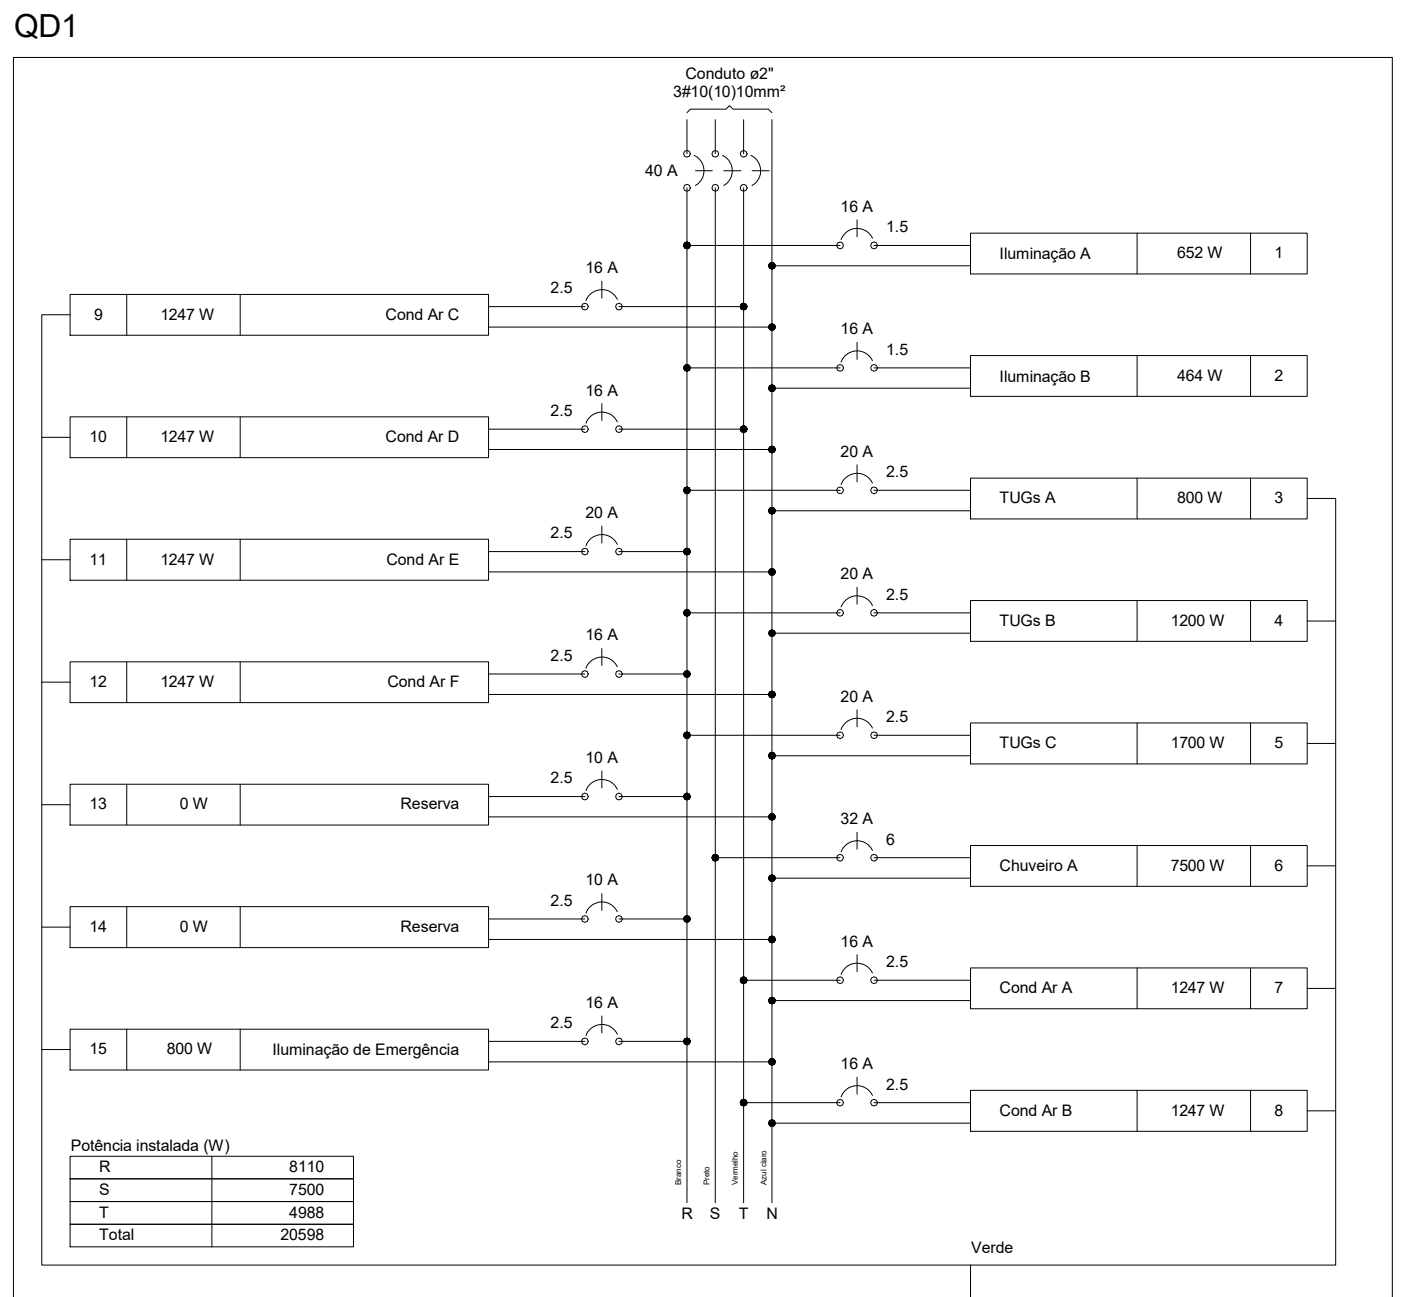 QD1
Conduto ø2"
3#10(10)10mm²
40 A
16 A
1.5
Iluminação A 652 W 1
16 A
2.5
9 1247 W Cond Ar C
16 A
1.5
Iluminação B 464 W 2
16 A
2.5
10 1247 W Cond Ar D
20 A
2.5
TUGs A 800 W 3
20 A
2.5
11 1247 W Cond Ar E
20 A
2.5
TUGs B 1200 W 4
16 A
2.5
12 1247 W Cond Ar F
20 A
2.5
TUGs C 1700 W 5
10 A
2.5
13 0 W Reserva
32 A
6
Chuveiro A 7500 W 6
10 A
2.5
14 0 W Reserva
16 A
2.5
Cond Ar A 1247 W 7
16 A
2.5
15 800 W Iluminação de Emergência
16 A
2.5
Cond Ar B 1247 W 8
Potência instalada (W)
R 8110
S 7500
T 4988
Total 20598
Branco
Preto
Vermelho
Azul claro
R S T N
Verde